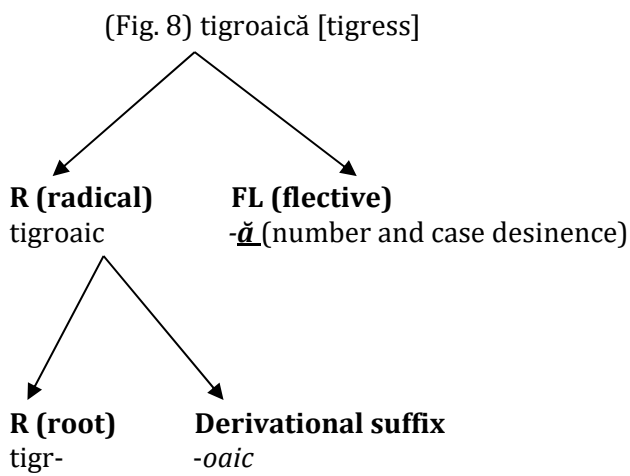 (Fig. 8) tigroaică [tigress]
R (radical) FL (flective)
tigroaic -ă (number and case desinence)
R (root) Derivational suffix
tigr- -oaic